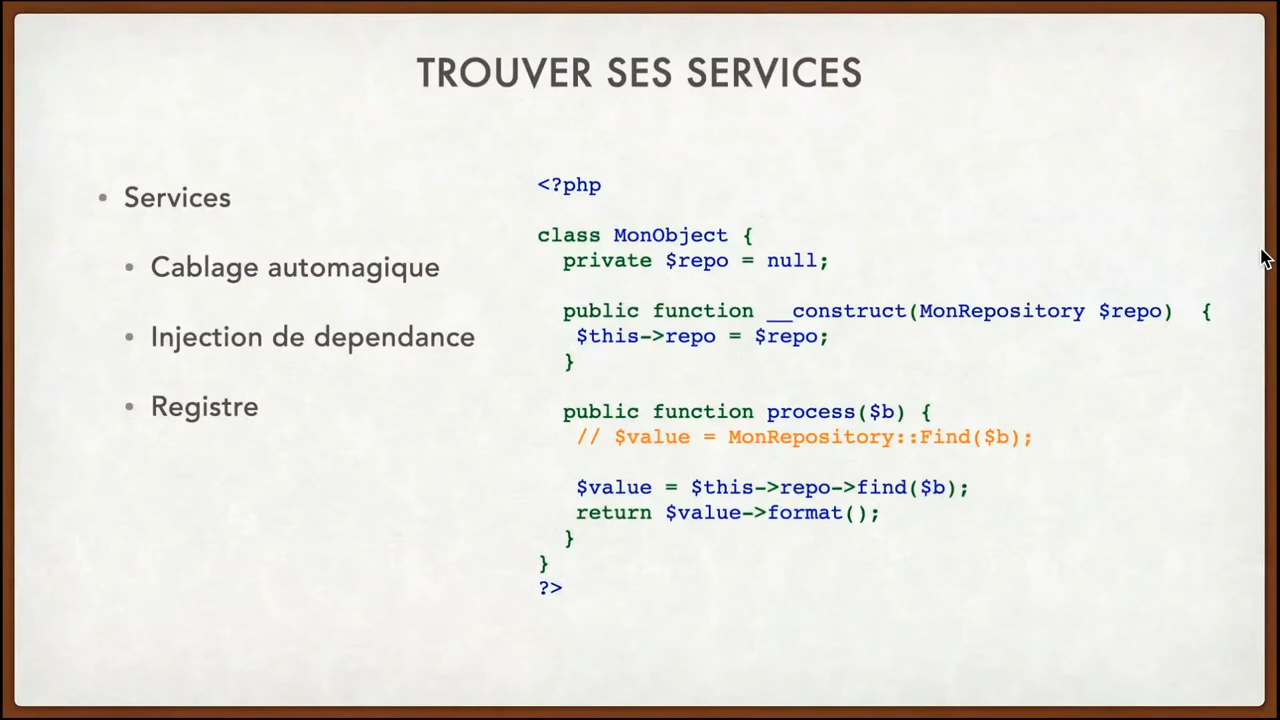 TROUVER SES SERVICES
• Services
• Cablage automagique
• Injection de dependance
• Registre
<?php
class MonObject {
private $repo = null;
public function __construct(MonRepository $repo) {
$this->repo = $repo;
}
public function process($b) {
// $value = MonRepository::Find($b);
$value = $this->repo->find($b);
return $value->format();
}
}
?>